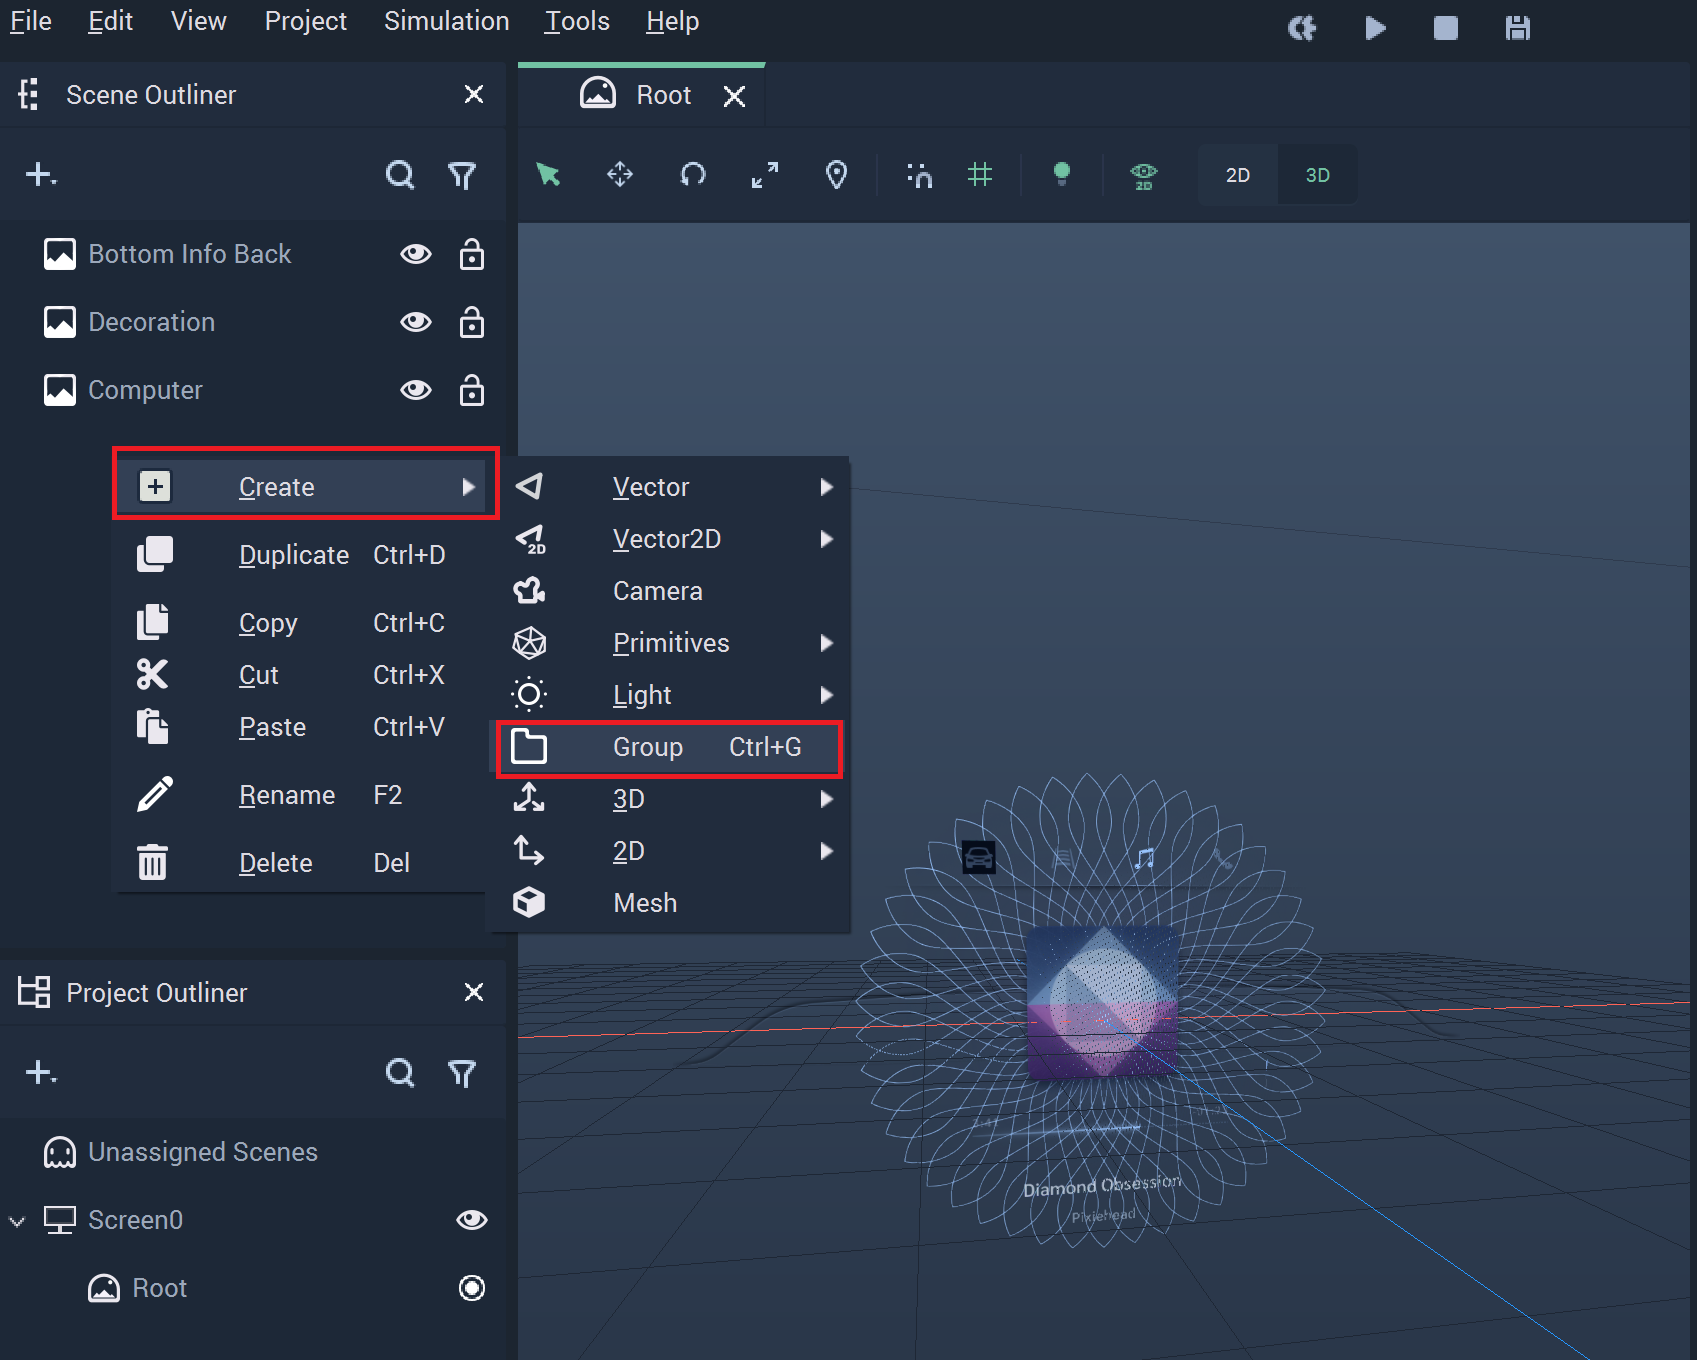 File Edit View Project Simulation Tools Help
Scene Outliner
Root
2D
2D 3D
Bottom Info Back
Decoration
Computer
Create
Duplicate Ctrl+D
Copy Ctrl+C
Cut Ctrl+X
Paste Ctrl+V
Rename F2
Delete Del
Vector
2D
Vector2D
Camera
Primitives
Light
Group Ctrl+G
3D
2D
Mesh
Diamond Obsession
Pixiehead
Project Outliner
Unassigned Scenes
Screen0
Root